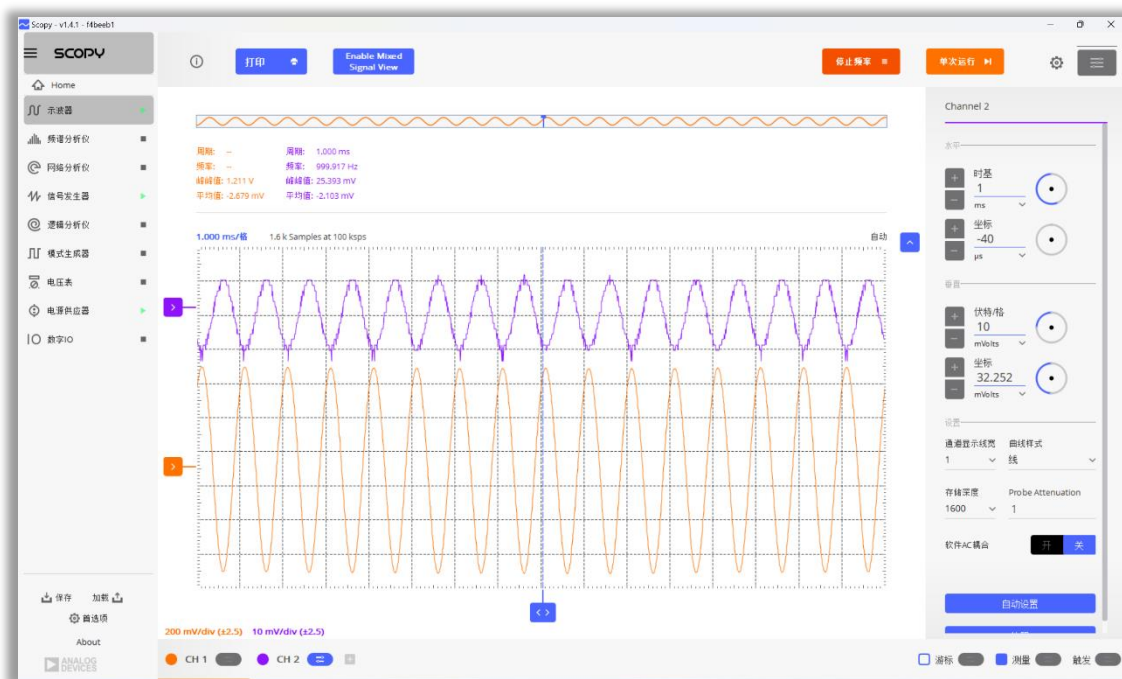 Scopy - v1.4.1 - f4beeb1
SCOPY
Home
示波器
频谱分析仪
网络分析仪
信号发生器
逻辑分析仪
模式生成器
电压表
电源供应器
数字IO
保存 加载
首选项
About
ANALOG DEVICES
打印
Enable Mixed Signal View
停止频率
单次运行
周期: -- 周期: 1.000 ms
频率: -- 频率: 999.917 Hz
峰峰值: 1.211 V 峰峰值: 25.393 mV
平均值: -2.679 mV 平均值: -2.103 mV
1.000 ms/格 1.6 k Samples at 100 ksps 自动
200 mV/div (±2.5) 10 mV/div (±2.5)
CH 1 CH 2
游标 测量 触发
Channel 2
水平
时基
1
ms
坐标
-40
µs
垂直
伏特/格
10
mVolts
坐标
32.252
mVolts
设置
通道显示线宽 曲线样式
1 线
存储深度 Probe Attenuation
1600 1
软件AC耦合 开 关
自动设置